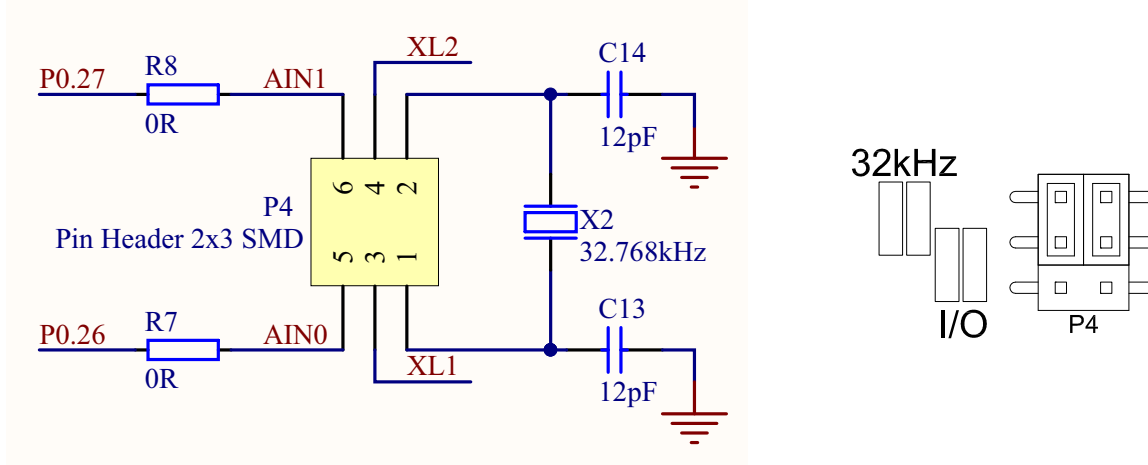 XL2
C14
P0.27
R8
AIN1
0R
12pF
6 4 2
P4
Pin Header 2x3 SMD
X2
32.768kHz
5 3 1
C13
P0.26
R7
AIN0
XL1
0R
12pF
32kHz
I/O
P4